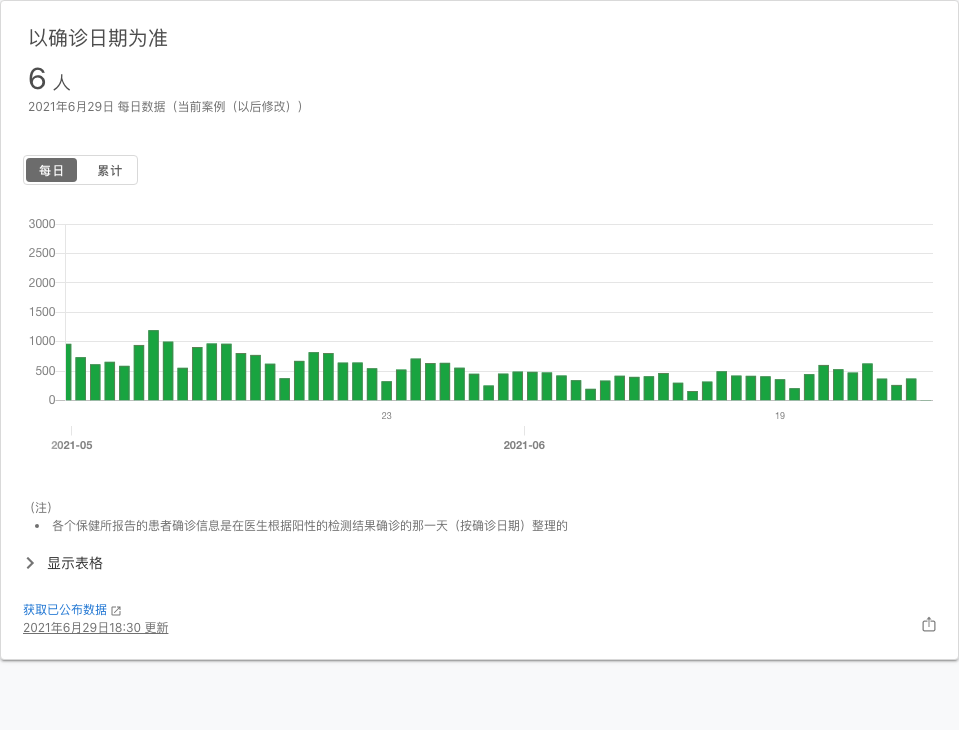 以确诊日期为准
6 人
2021年6月29日 每日数据（当前案例（以后修改））
每日 累计
3000
2500
2000
1500
1000
500
0
23 19
2021-05 2021-06
（注）
• 各个保健所报告的患者确诊信息是在医生根据阳性的检测结果确诊的那一天（按确诊日期）整理的
显示表格
获取已公布数据
2021年6月29日18:30 更新